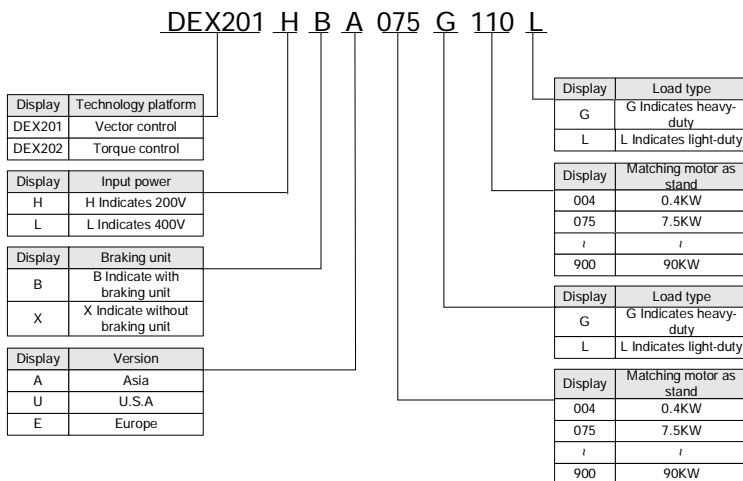 DEX201 H B A 075 G 110 L
Display Technology platform
DEX201 Vector control
DEX202 Torque control
Display Input power
H H Indicates 200V
L L Indicates 400V
Display Braking unit
B B Indicate with
braking unit
X X Indicate without
braking unit
Display Version
A Asia
U U.S.A
E Europe
Display Load type
G G Indicates heavy-
duty
L L Indicates light-duty
Display Matching motor as
stand
004 0.4KW
075 7.5KW
≀ ≀
900 90KW
Display Load type
G G Indicates heavy-
duty
L L Indicates light-duty
Display Matching motor as
stand
004 0.4KW
075 7.5KW
≀ ≀
900 90KW